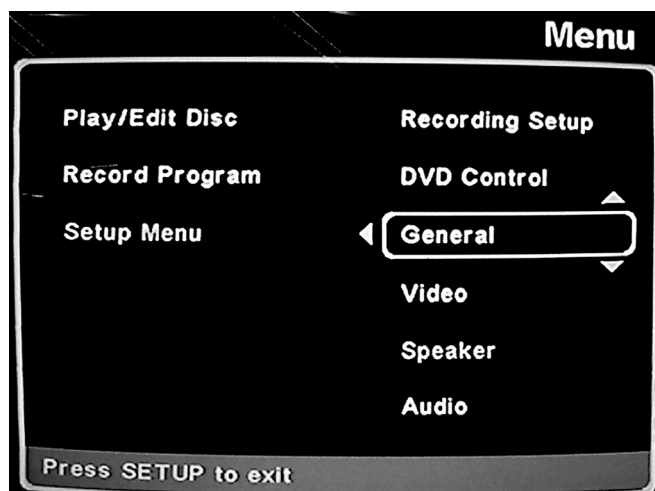 Menu
Play/Edit Disc
Record Program
Setup Menu
Recording Setup
DVD Control
General
Video
Speaker
Audio
Press SETUP to exit